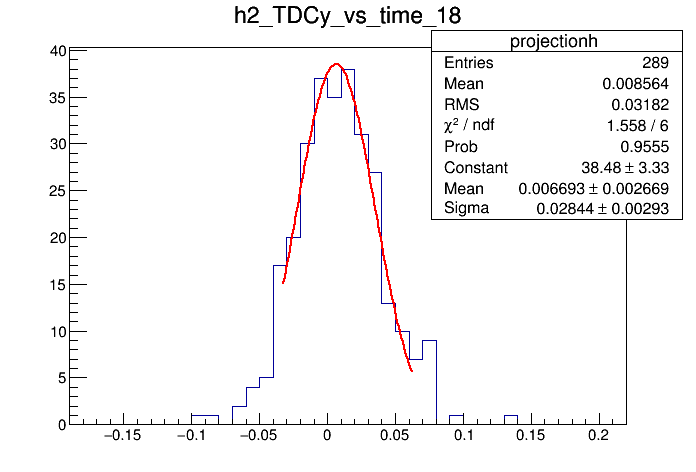 h2_TDCy_vs_time_18
projectionh
Entries 289
Mean 0.008564
RMS 0.03182
χ² / ndf 1.558 / 6
Prob 0.9555
Constant 38.48 ± 3.33
Mean 0.006693 ± 0.002669
Sigma 0.02844 ± 0.00293
40
35
30
25
20
15
10
5
0
−0.15 −0.1 −0.05 0 0.05 0.1 0.15 0.2